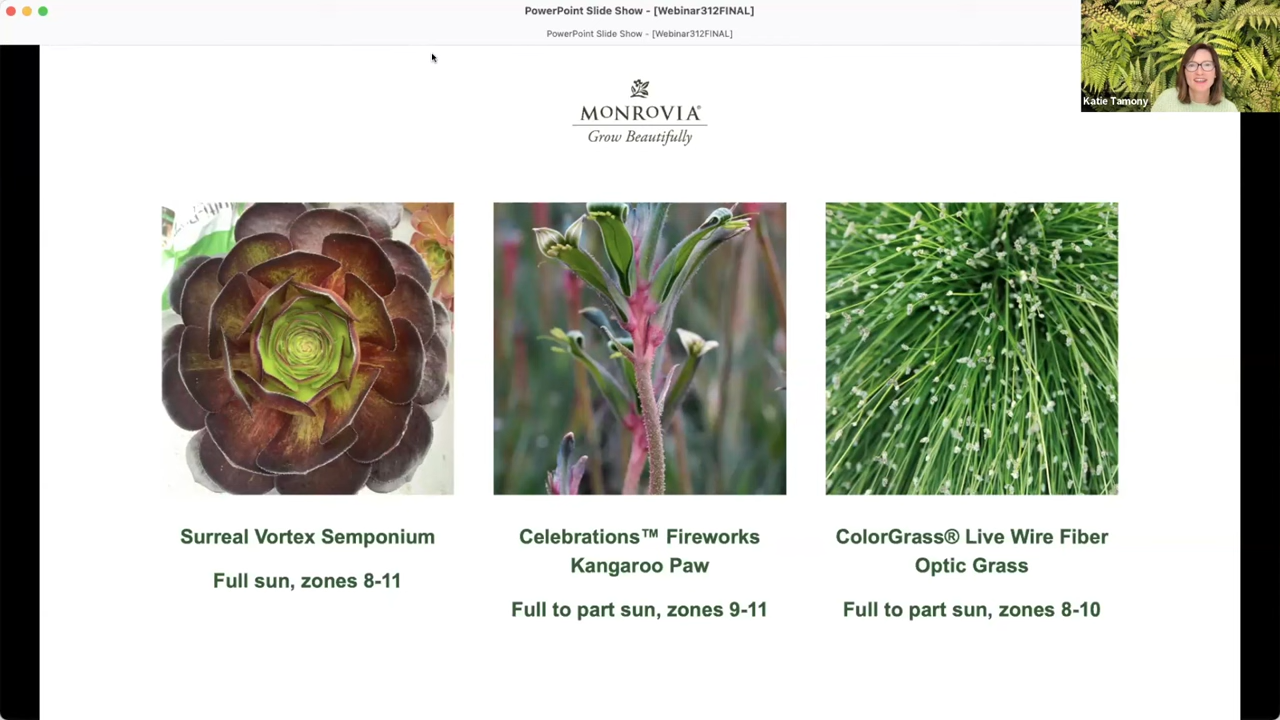 PowerPoint Slide Show - [Webinar312FINAL]
PowerPoint Slide Show - [Webinar312FINAL]
Katie Tamony
MONROVIA®
Grow Beautifully
Surreal Vortex Semponium
Full sun, zones 8-11
Celebrations™ Fireworks
Kangaroo Paw
Full to part sun, zones 9-11
ColorGrass® Live Wire Fiber
Optic Grass
Full to part sun, zones 8-10